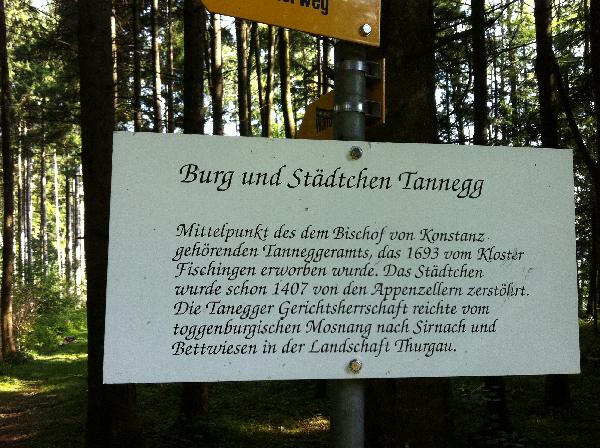 Burg und Städtchen Tannegg
Mittelpunkt des dem Bischof von Konstanz
gehörenden Tanneggeramts, das 1693 vom Kloster
Fischingen erworben wurde. Das Städtchen
wurde schon 1407 von den Appenzellern zerstöhrt.
Die Tanegger Gerichtsherrschaft reichte vom
toggenburgischen Mosnang nach Sirnach und
Bettwiesen in der Landschaft Thurgau.